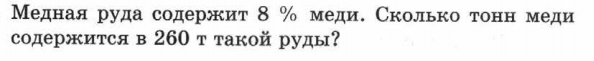 Медная руда содержит 8 % меди. Сколько тонн меди
содержится в 260 т такой руды?